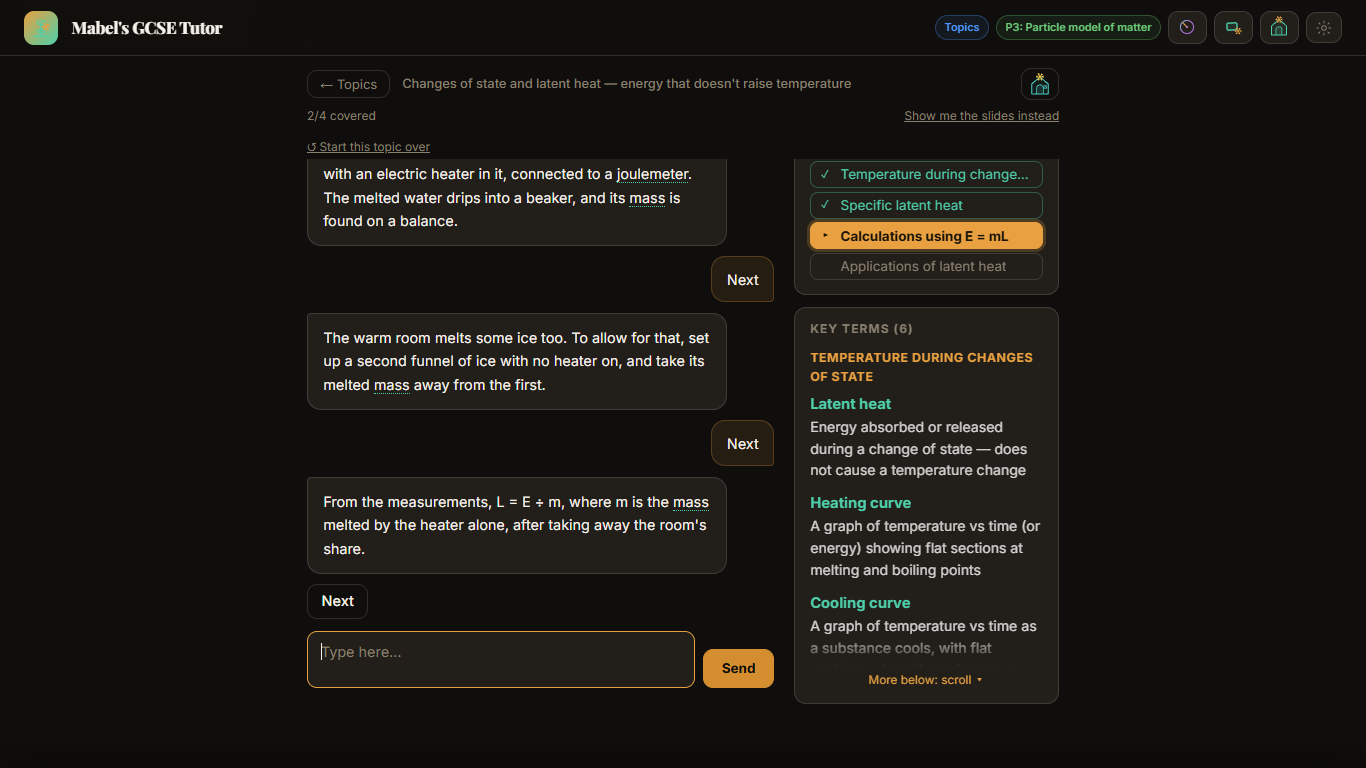 Mabel's GCSE Tutor
Topics
P3: Particle model of matter
← Topics
Changes of state and latent heat — energy that doesn't raise temperature
2/4 covered
Show me the slides instead
↺ Start this topic over
with an electric heater in it, connected to a joulemeter.
The melted water drips into a beaker, and its mass is
found on a balance.
Next
The warm room melts some ice too. To allow for that, set
up a second funnel of ice with no heater on, and take its
melted mass away from the first.
Next
From the measurements, L = E ÷ m, where m is the mass
melted by the heater alone, after taking away the room's
share.
Next
Type here...
Send
✓ Temperature during change...
✓ Specific latent heat
‣ Calculations using E = mL
Applications of latent heat
KEY TERMS (6)
TEMPERATURE DURING CHANGES
OF STATE
Latent heat
Energy absorbed or released
during a change of state — does
not cause a temperature change
Heating curve
A graph of temperature vs time (or
energy) showing flat sections at
melting and boiling points
Cooling curve
A graph of temperature vs time as
a substance cools, with flat
More below: scroll ▾